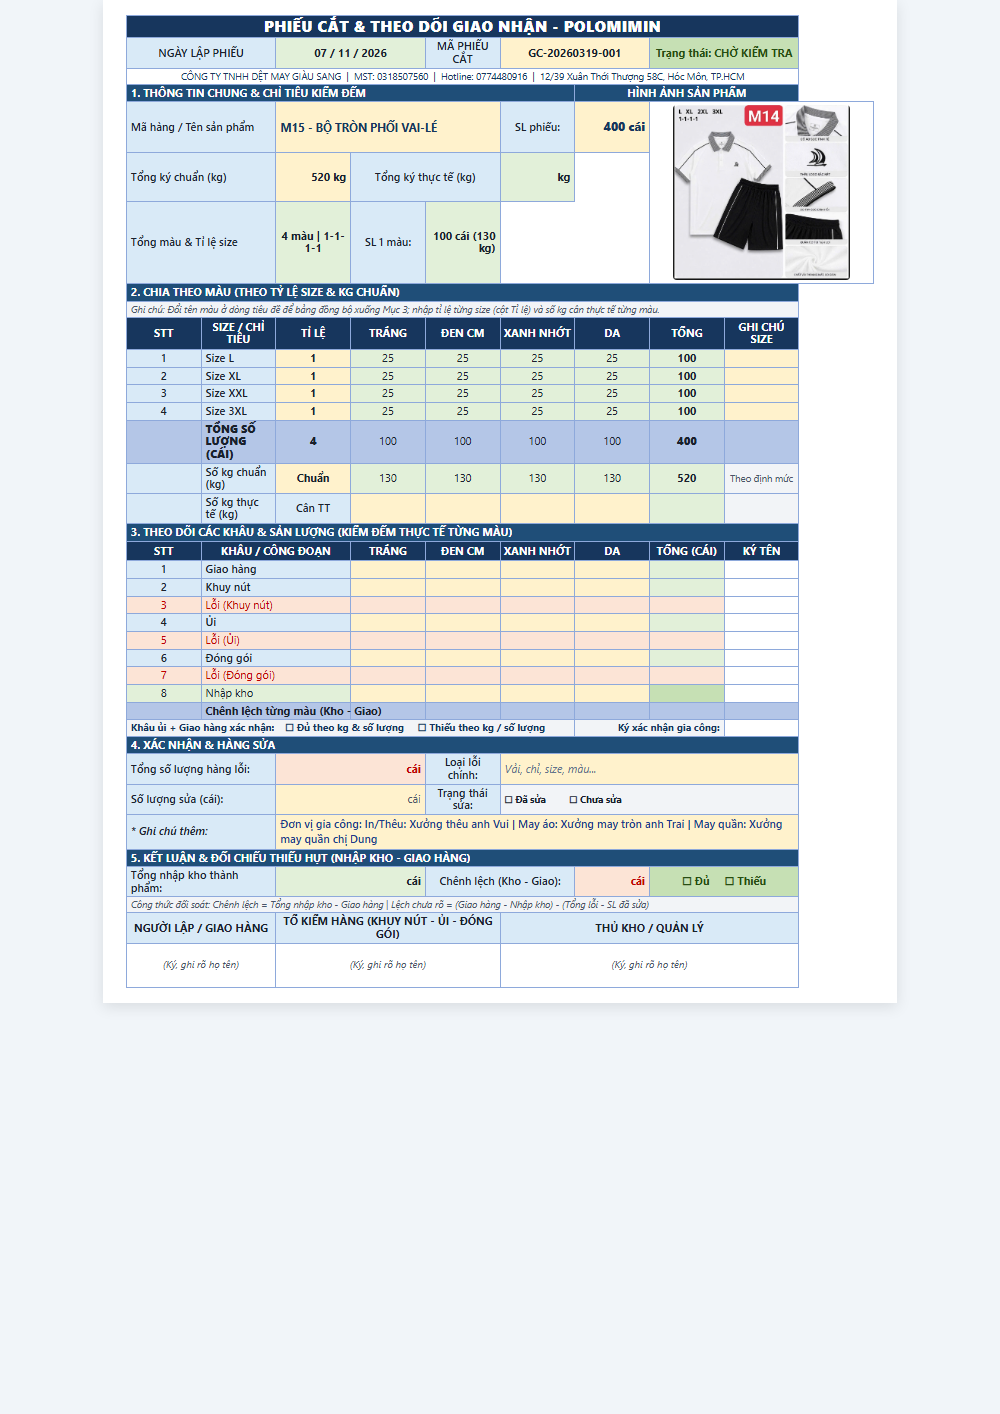 PHIẾU CẮT & THEO DÕI GIAO NHẬN - POLOMIMIN
NGÀY LẬP PHIẾU 07 / 11 / 2026 MÃ PHIẾU CẮT GC-20260319-001 Trạng thái: CHỜ KIỂM TRA
CÔNG TY TNHH DỆT MAY GIÀU SANG | MST: 0318507560 | Hotline: 0774480916 | 12/39 Xuân Thới Thượng 58C, Hóc Môn, TP.HCM
1. THÔNG TIN CHUNG & CHỈ TIÊU KIỂM ĐẾM HÌNH ẢNH SẢN PHẨM
Mã hàng / Tên sản phẩm M15 - BỘ TRÒN PHỐI VAI-LÉ SL phiếu: 400 cái
L XL 2XL 3XL M14
1-1-1-1
Tổng ký chuẩn (kg) 520 kg Tổng ký thực tế (kg) kg
Tổng màu & Tỉ lệ size 4 màu | 1-1-1-1 SL 1 màu: 100 cái (130 kg)
2. CHIA THEO MÀU (THEO TỶ LỆ SIZE & KG CHUẨN)
Ghi chú: Đổi tên màu ở dòng tiêu đề để bảng đồng bộ xuống Mục 3; nhập tỉ lệ từng size (cột Tỉ lệ) và số kg cân thực tế từng màu.
STT SIZE / CHỈ TIÊU TỈ LỆ TRẮNG ĐEN CM XANH NHỚT DA TỔNG GHI CHÚ SIZE
1 Size L 1 25 25 25 25 100
2 Size XL 1 25 25 25 25 100
3 Size XXL 1 25 25 25 25 100
4 Size 3XL 1 25 25 25 25 100
TỔNG SỐ LƯỢNG (CÁI) 4 100 100 100 100 400
Số kg chuẩn (kg) Chuẩn 130 130 130 130 520 Theo định mức
Số kg thực tế (kg) Cân TT
3. THEO DÕI CÁC KHÂU & SẢN LƯỢNG (KIỂM ĐẾM THỰC TẾ TỪNG MÀU)
STT KHÂU / CÔNG ĐOẠN TRẮNG ĐEN CM XANH NHỚT DA TỔNG (CÁI) KÝ TÊN
1 Giao hàng
2 Khuy nút
3 Lỗi (Khuy nút)
4 Ủi
5 Lỗi (Ủi)
6 Đóng gói
7 Lỗi (Đóng gói)
8 Nhập kho
Chênh lệch từng màu (Kho - Giao)
Khâu ủi + Giao hàng xác nhận: ☐ Đủ theo kg & số lượng ☐ Thiếu theo kg / số lượng Ký xác nhận gia công:
4. XÁC NHẬN & HÀNG SỬA
Tổng số lượng hàng lỗi: cái Loại lỗi chính: Vải, chỉ, size, màu...
Số lượng sửa (cái): cái Trạng thái sửa: ☐ Đã sửa ☐ Chưa sửa
* Ghi chú thêm: Đơn vị gia công: In/Thêu: Xưởng thêu anh Vui | May áo: Xưởng may tròn anh Trai | May quần: Xưởng may quần chị Dung
5. KẾT LUẬN & ĐỐI CHIẾU THIẾU HỤT (NHẬP KHO - GIAO HÀNG)
Tổng nhập kho thành phẩm: cái Chênh lệch (Kho - Giao): cái ☐ Đủ ☐ Thiếu
Công thức đối soát: Chênh lệch = Tổng nhập kho - Giao hàng | Lệch chưa rõ = (Giao hàng - Nhập kho) - (Tổng lỗi - SL đã sửa)
NGƯỜI LẬP / GIAO HÀNG TỔ KIỂM HÀNG (KHUY NÚT - ỦI - ĐÓNG GÓI) THỦ KHO / QUẢN LÝ
(Ký, ghi rõ họ tên) (Ký, ghi rõ họ tên) (Ký, ghi rõ họ tên)